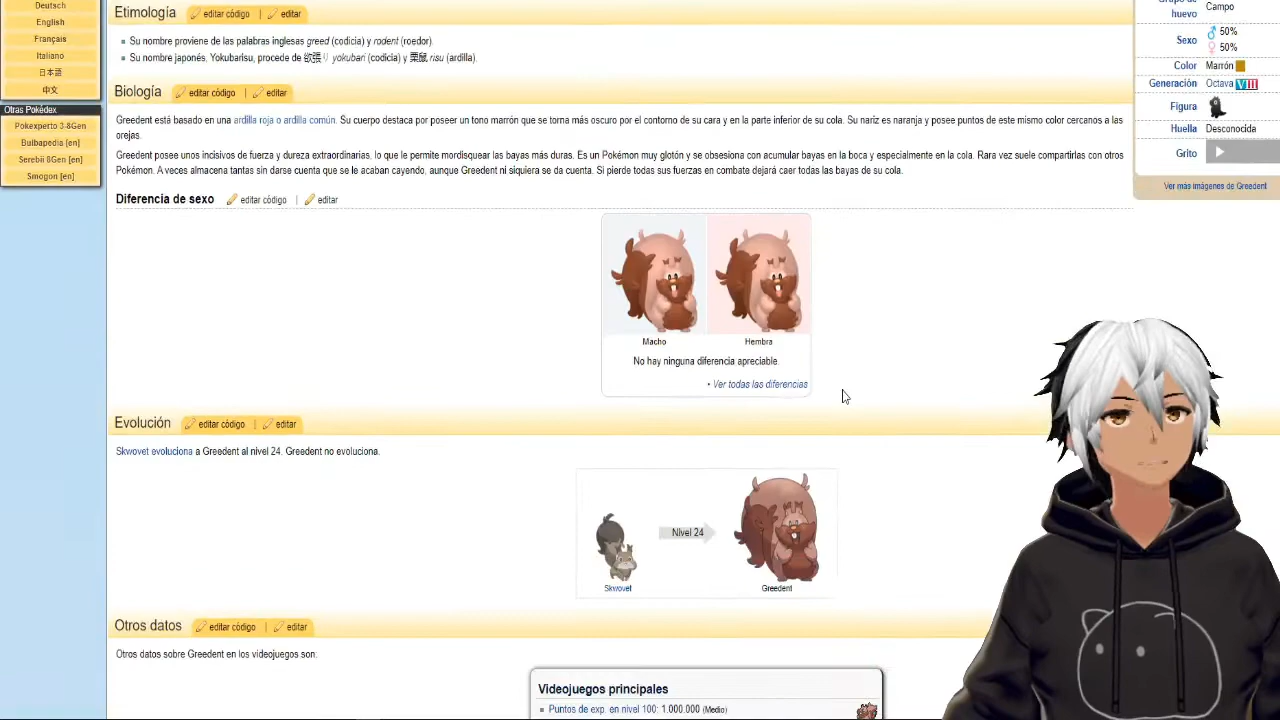 Deutsch
English
Français
Italiano
日本語
中文
Otras Pokédex
Pokexperto 3-8Gen
Bulbapedia [en]
Serebii 8Gen [en]
Smogon [en]
Etimología editar código | editar
Su nombre proviene de las palabras inglesas greed (codicia) y rodent (roedor).
Su nombre japonés, Yokubarisu, procede de 欲張り yokubari (codicia) y 栗鼠 risu (ardilla).
Biología editar código | editar
Greedent está basado en una ardilla roja o ardilla común. Su cuerpo destaca por poseer un tono marrón que se torna más oscuro por el contorno de su cara y en la parte inferior de su cola. Su nariz es naranja y posee puntos de este mismo color cercanos a las
orejas.
Greedent posee unos incisivos de fuerza y dureza extraordinarias, lo que le permite mordisquear las bayas más duras. Es un Pokémon muy glotón y se obsesiona con acumular bayas en la boca y especialmente en la cola. Rara vez suele compartirlas con otros
Pokémon. A veces almacena tantas sin darse cuenta que se le acaban cayendo, aunque Greedent ni siquiera se da cuenta. Si pierde todas sus fuerzas en combate dejará caer todas las bayas de su cola.
Diferencia de sexo editar código | editar
Macho Hembra
No hay ninguna diferencia apreciable.
• Ver todas las diferencias
Evolución editar código | editar
Skwovet evoluciona a Greedent al nivel 24. Greedent no evoluciona.
Nivel 24
Skwovet Greedent
Otros datos editar código | editar
Otros datos sobre Greedent en los videojuegos son:
Videojuegos principales
Puntos de exp. en nivel 100: 1.000.000 (Medio)
huevo Campo
Sexo ♂ 50%
♀ 50%
Color Marrón
Generación Octava VIII
Figura
Huella Desconocida
Grito
Ver más imágenes de Greedent